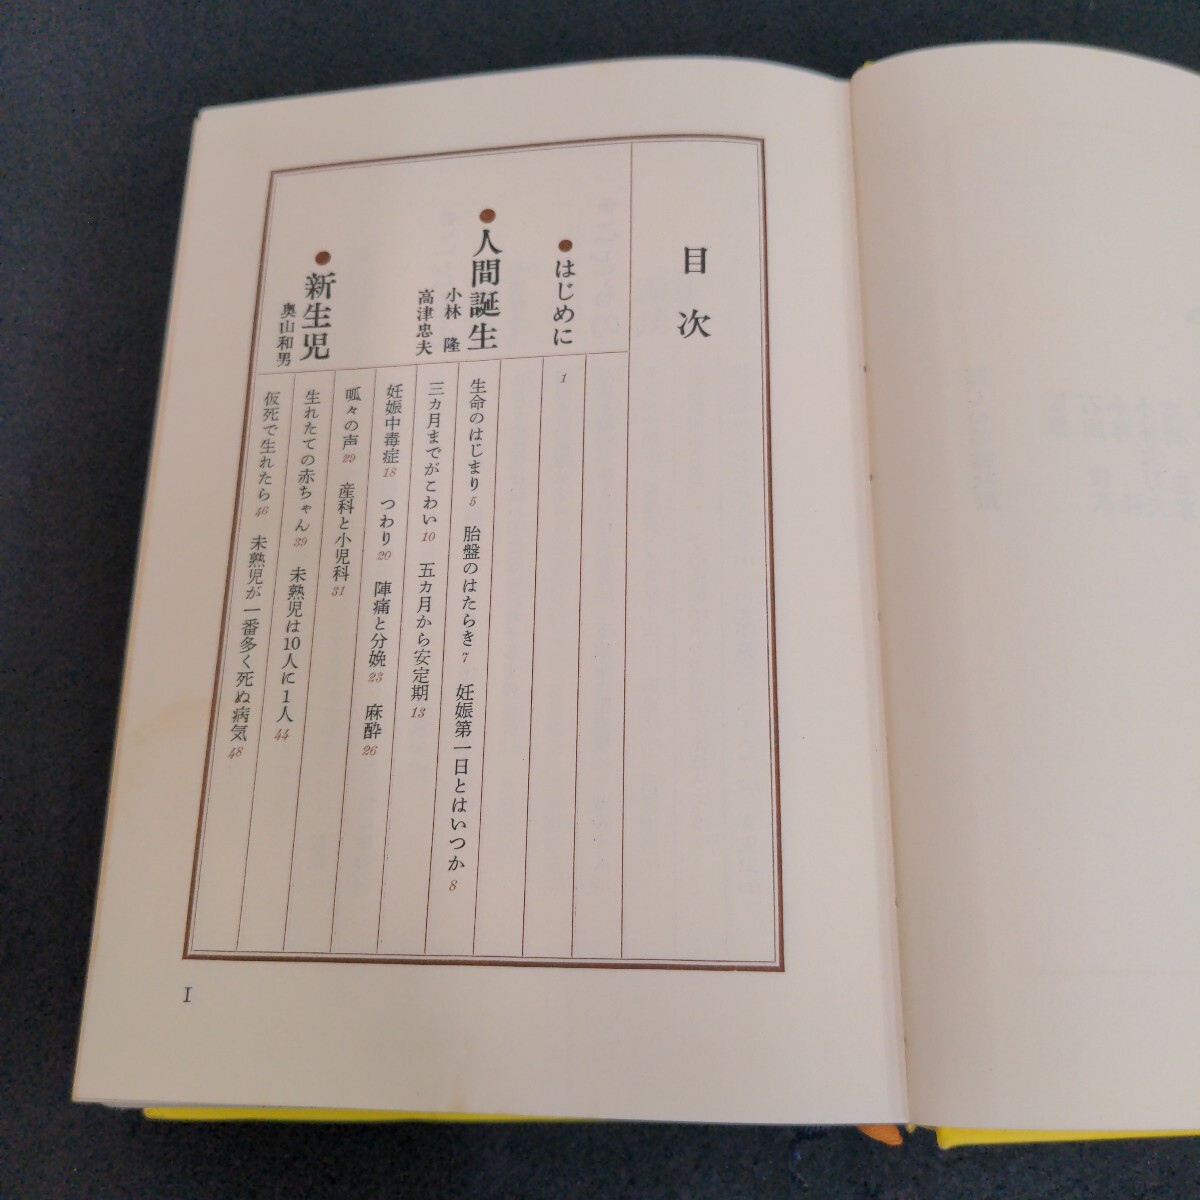 目次
●はじめに
1
●人間誕生
小林 隆
高津忠夫
生命のはじまり 5 胎盤のはたらき 7 妊娠第一日とはいつか 8
三カ月までがこわい 10 五カ月から安定期 13
妊娠中毒症 18 つわり 20 陣痛と分娩 23 麻酔 26
●新生児
奥山和男
呱々の声 29 産科と小児科 31
生れたての赤ちゃん 39 未熟児は10人に1人 44
仮死で生れたら 46 未熟児が一番多く死ぬ病気 48
I